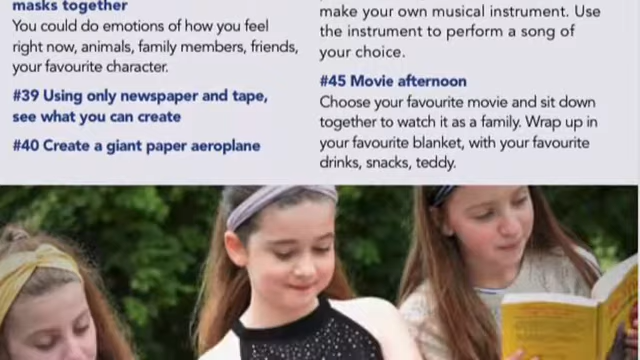 masks together
You could do emotions of how you feel
right now, animals, family members, friends,
your favourite character.
#39 Using only newspaper and tape,
see what you can create
#40 Create a giant paper aeroplane
make your own musical instrument. Use
the instrument to perform a song of
your choice.
#45 Movie afternoon
Choose your favourite movie and sit down
together to watch it as a family. Wrap up in
your favourite blanket, with your favourite
drinks, snacks, teddy.